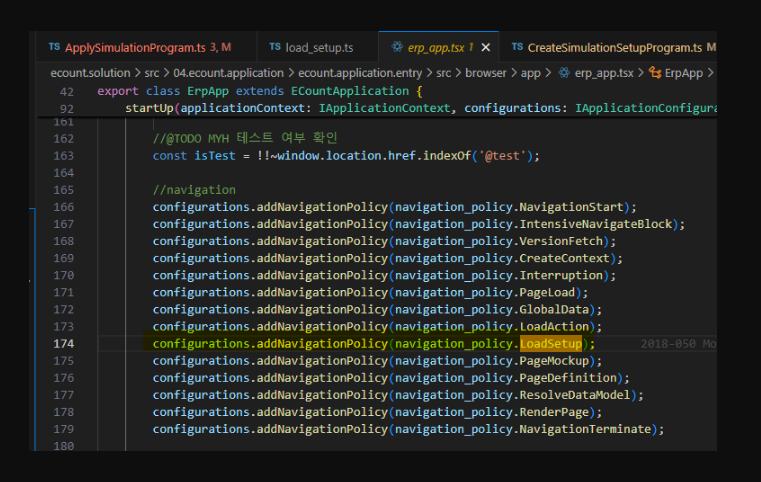 TS ApplySimulationProgram.ts 3, M TS load_setup.ts erp_app.tsx 1 TS CreateSimulationSetupProgram.ts M
ecount.solution > src > 04.ecount.application > ecount.application.entry > src > browser > app > erp_app.tsx > ErpApp >
42 export class ErpApp extends ECountApplication {
92 startUp(applicationContext: IApplicationContext, configurations: IApplicationConfigura
161
162 //@TODO MYH 테스트 여부 확인
163 const isTest = !!~window.location.href.indexOf('@test');
164
165 //navigation
166 configurations.addNavigationPolicy(navigation_policy.NavigationStart);
167 configurations.addNavigationPolicy(navigation_policy.IntensiveNavigateBlock);
168 configurations.addNavigationPolicy(navigation_policy.VersionFetch);
169 configurations.addNavigationPolicy(navigation_policy.CreateContext);
170 configurations.addNavigationPolicy(navigation_policy.Interruption);
171 configurations.addNavigationPolicy(navigation_policy.PageLoad);
172 configurations.addNavigationPolicy(navigation_policy.GlobalData);
173 configurations.addNavigationPolicy(navigation_policy.LoadAction);
174 configurations.addNavigationPolicy(navigation_policy.LoadSetup); 2018-050 Mo
175 configurations.addNavigationPolicy(navigation_policy.PageMockup);
176 configurations.addNavigationPolicy(navigation_policy.PageDefinition);
177 configurations.addNavigationPolicy(navigation_policy.ResolveDataModel);
178 configurations.addNavigationPolicy(navigation_policy.RenderPage);
179 configurations.addNavigationPolicy(navigation_policy.NavigationTerminate);
180